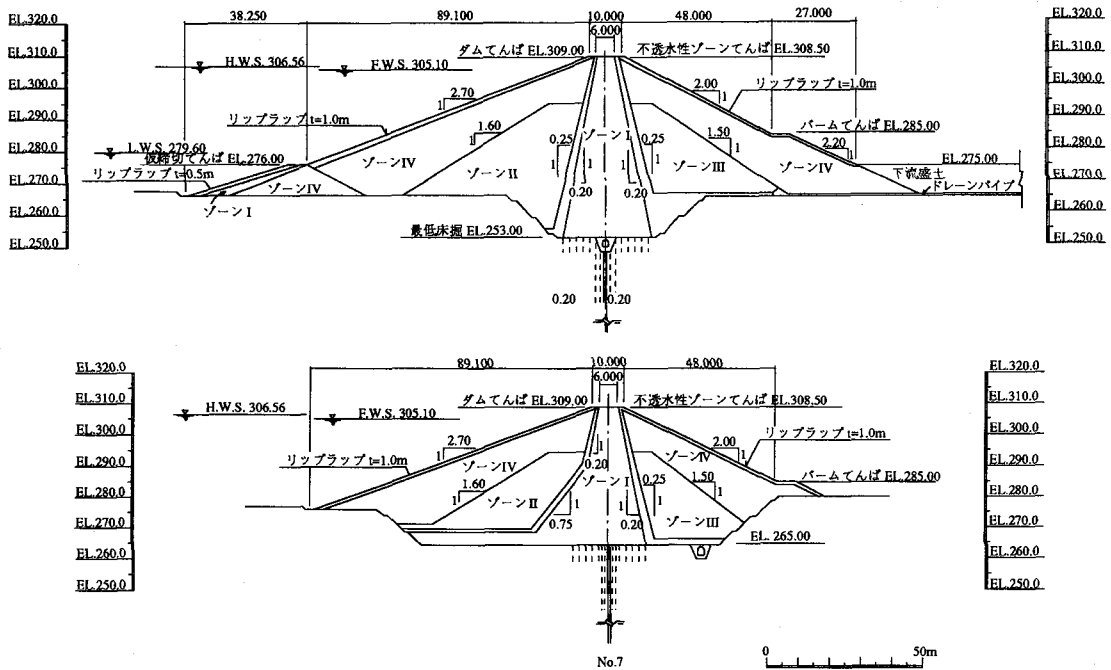 EL.320.0
EL.310.0
EL.300.0
EL.290.0
EL.280.0
EL.270.0
EL.260.0
EL.250.0
38.250
89.100
10.000
48.000
27.000
6.000
ダムてんば EL.309.00
不透水性ゾーンてんば EL.308.50
H.W.S. 306.56
F.W.S. 305.10
2.70
1
2.00
1
リップラップ t=1.0m
リップラップ t=1.0m
1.60
1
0.25
1
ゾーンI
0.25
1
1.50
1
バームてんば EL.285.00
2.20
1
L.W.S. 279.60
仮締切てんば EL.276.00
リップラップ t=0.5m
ゾーンIV
ゾーンII
ゾーンIII
ゾーンIV
EL.275.00
1
0.20
1
0.20
ゾーンIV
ゾーンI
下流盛土
ドレーンパイプ
最低床掘 EL.253.00
0.20
0.20
EL.320.0
EL.310.0
EL.300.0
EL.290.0
EL.280.0
EL.270.0
EL.260.0
EL.250.0
EL.320.0
EL.310.0
EL.300.0
EL.290.0
EL.280.0
EL.270.0
EL.260.0
EL.250.0
89.100
10.000
48.000
6.000
ダムてんば EL.309.00
不透水性ゾーンてんば EL.308.50
H.W.S. 306.56
F.W.S. 305.10
2.70
1
1
0.20
2.00
1
リップラップ t=1.0m
リップラップ t=1.0m
ゾーンIV
ゾーンIV
1.60
1
ゾーンI
0.25
1
1.50
1
バームてんば EL.285.00
ゾーンII
1
0.75
1
0.20
ゾーンIII
EL. 265.00
EL.320.0
EL.310.0
EL.300.0
EL.290.0
EL.280.0
EL.270.0
EL.260.0
EL.250.0
No.7
0
50m